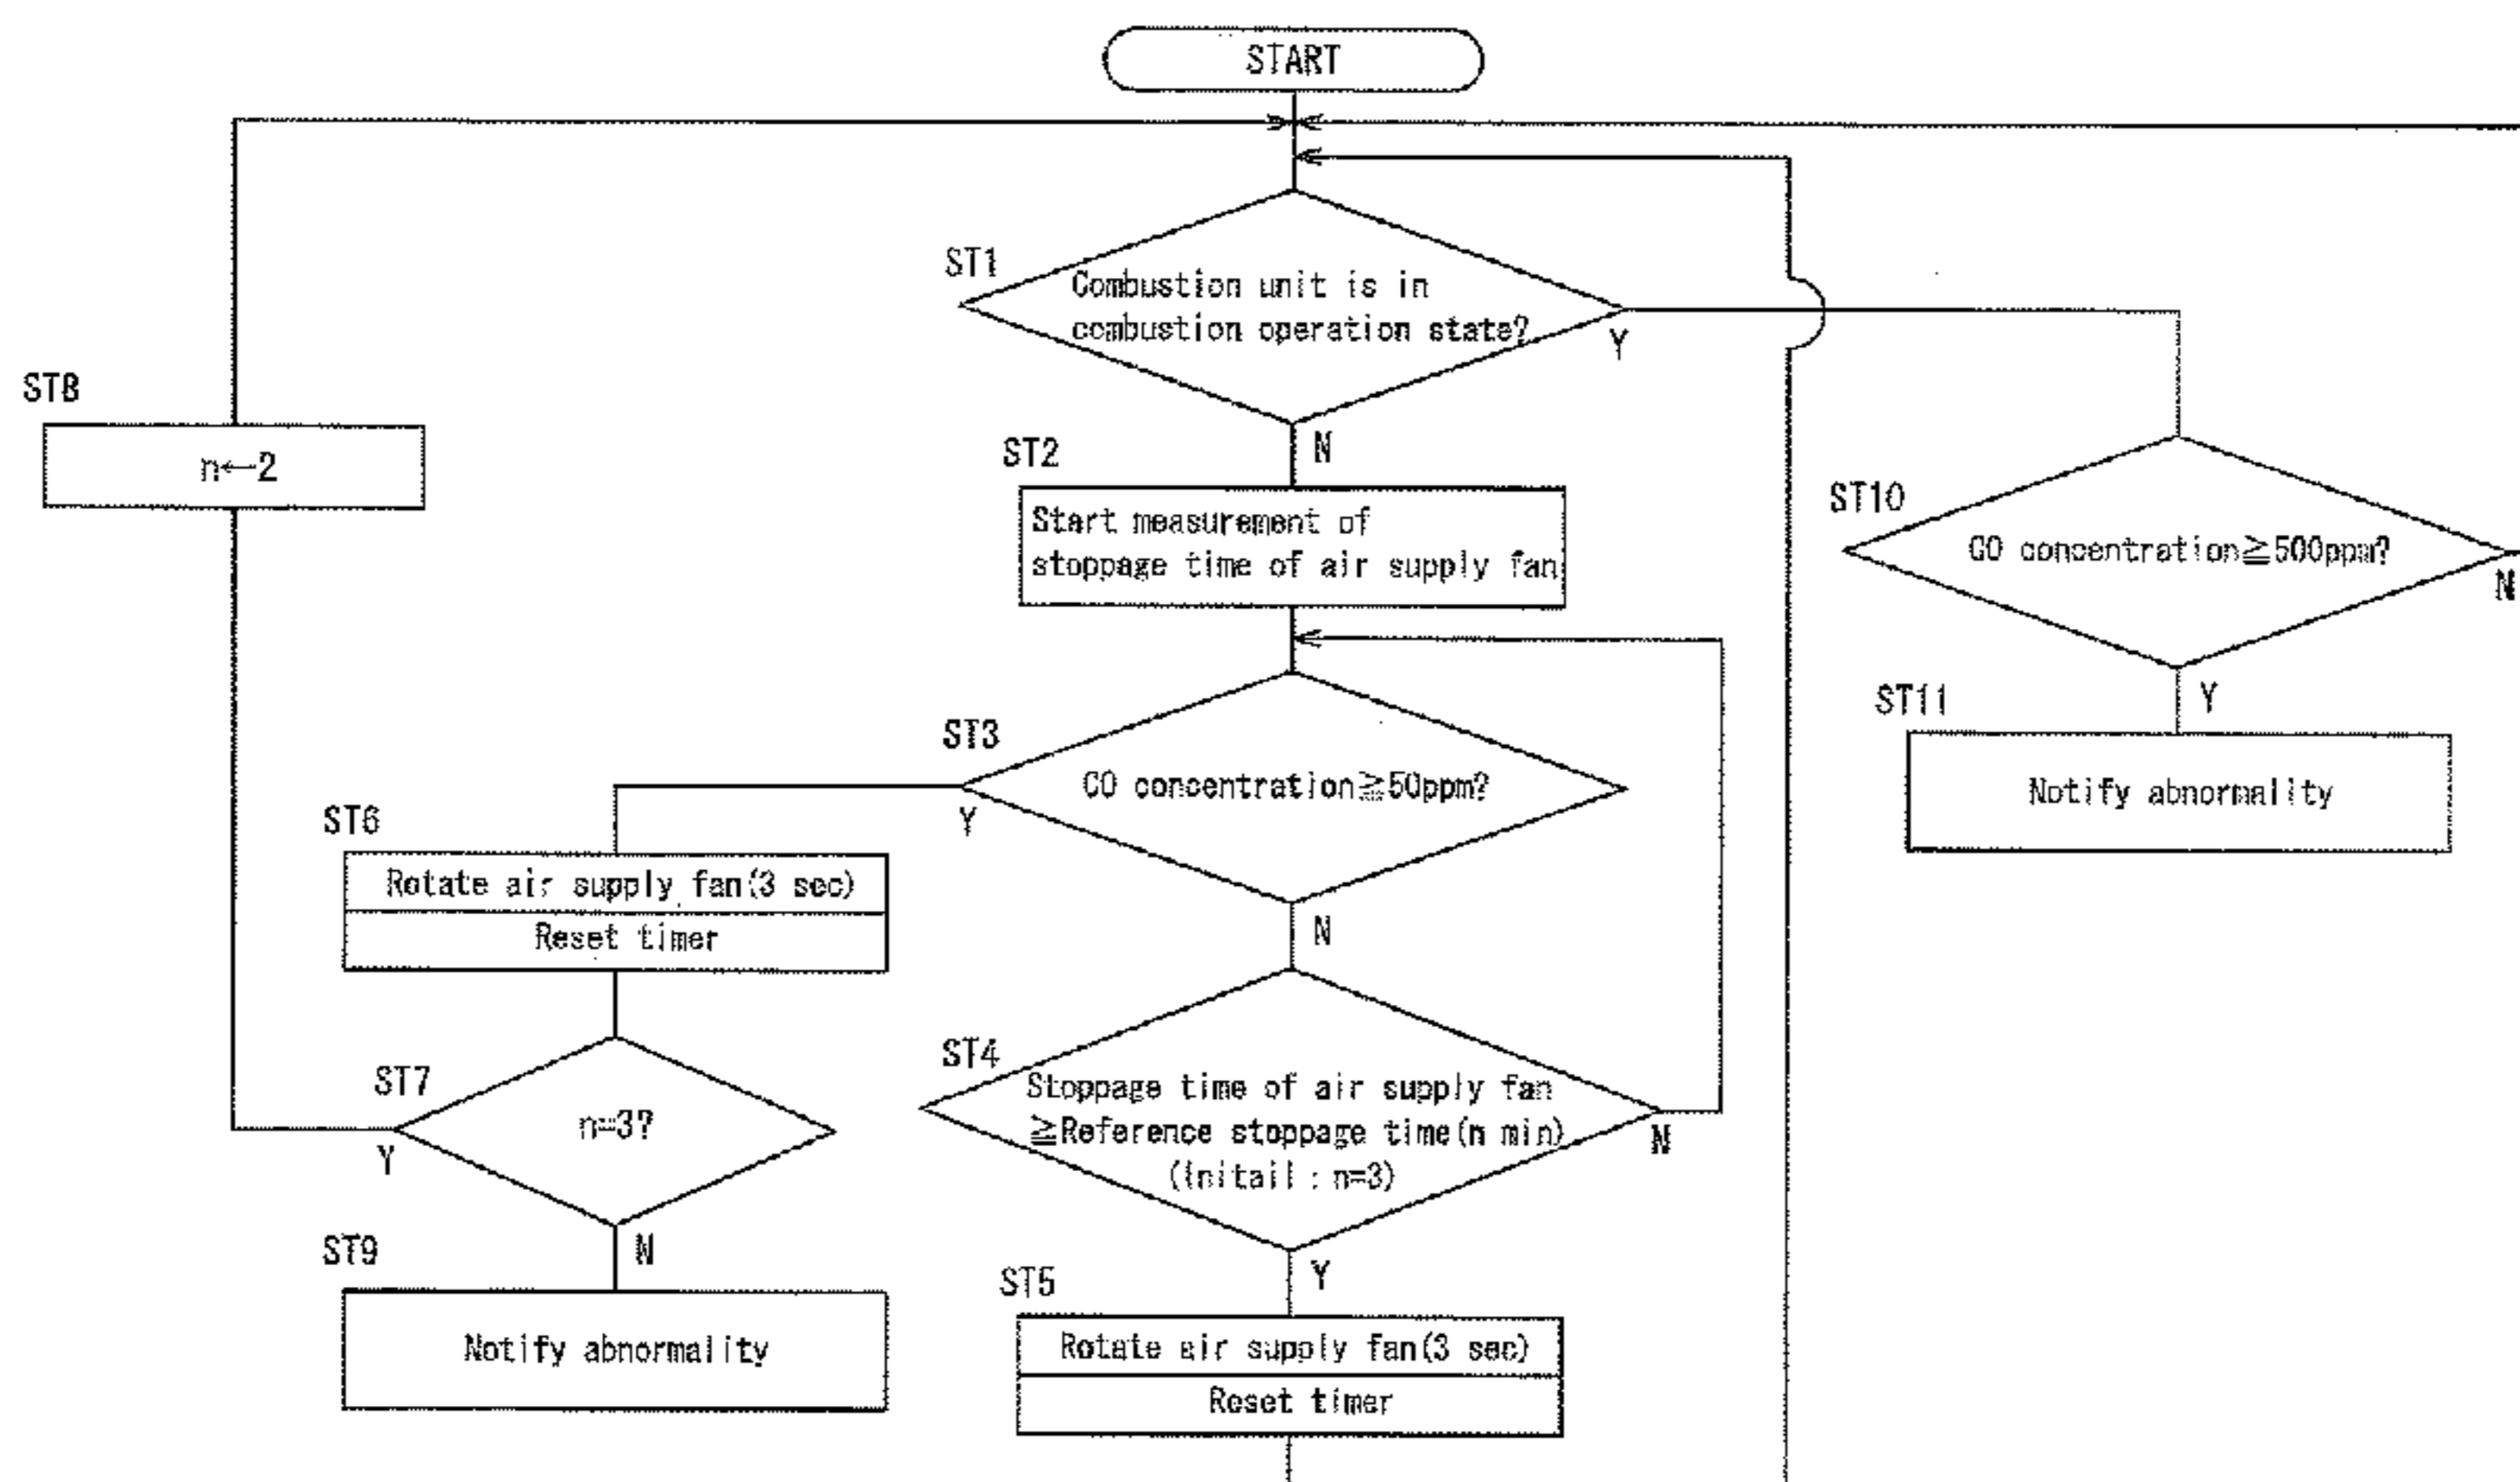 START
ST1
Combustion unit is in
combustion operation state?
Y
N
ST8
n←2
ST2
Start measurement of
stoppage time of air supply fan
ST10
CO concentration≧500ppm?
N
Y
ST11
Notify abnormality
ST3
CO concentration≧50ppm?
Y
N
ST6
Rotate air supply fan(3 sec)
Reset timer
ST7
n=3?
Y
N
ST4
Stoppage time of air supply fan
≧Reference stoppage time(n min)
(initail : n=3)
N
Y
ST9
Notify abnormality
ST5
Rotate air supply fan(3 sec)
Reset timer